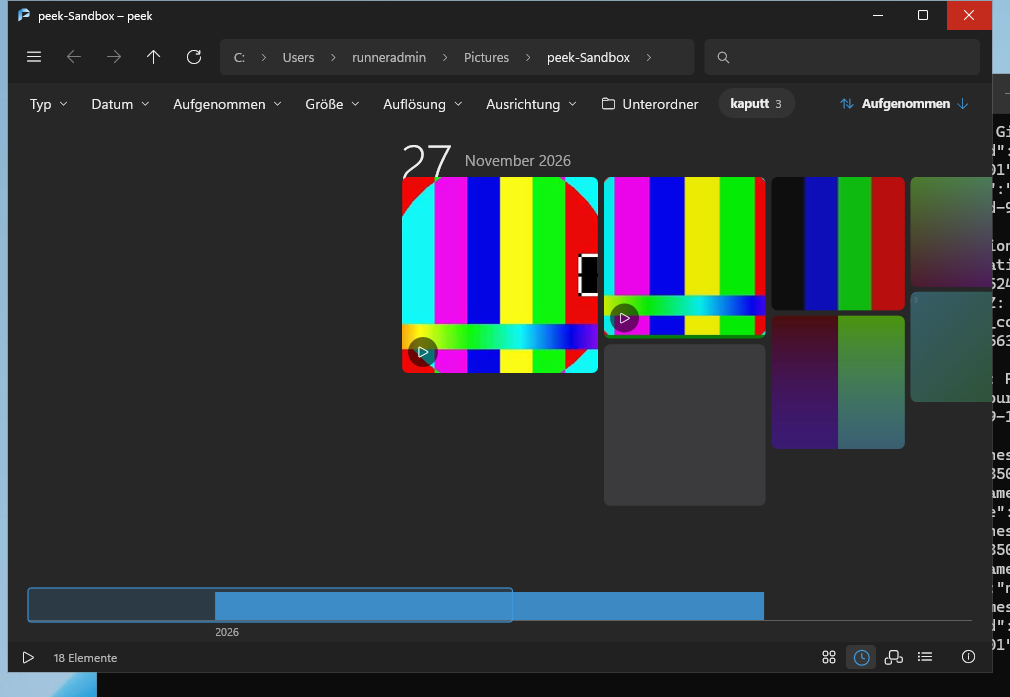 peek-Sandbox – peek
C: Users runneradmin Pictures peek-Sandbox
Typ Datum Aufgenommen Größe Auflösung Ausrichtung Unterordner kaputt 3 Aufgenommen
27 November 2026
2026
18 Elemente